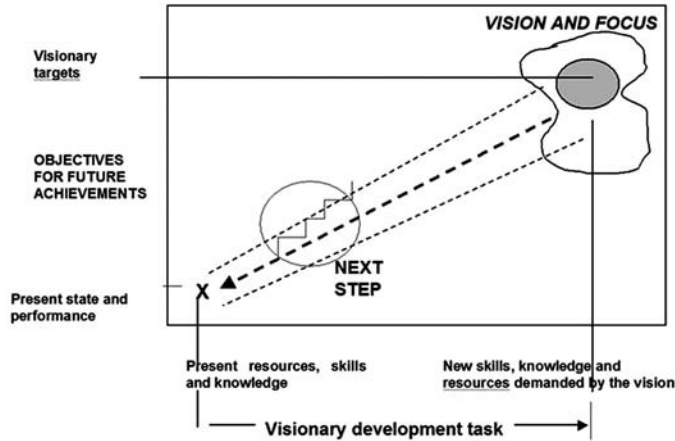 VISION AND FOCUS
Visionary
targets
OBJECTIVES
FOR FUTURE
ACHIEVEMENTS
NEXT
STEP
X
Present state and
performance
Present resources, skills
and knowledge
New skills, knowledge and
resources demanded by the vision
Visionary development task